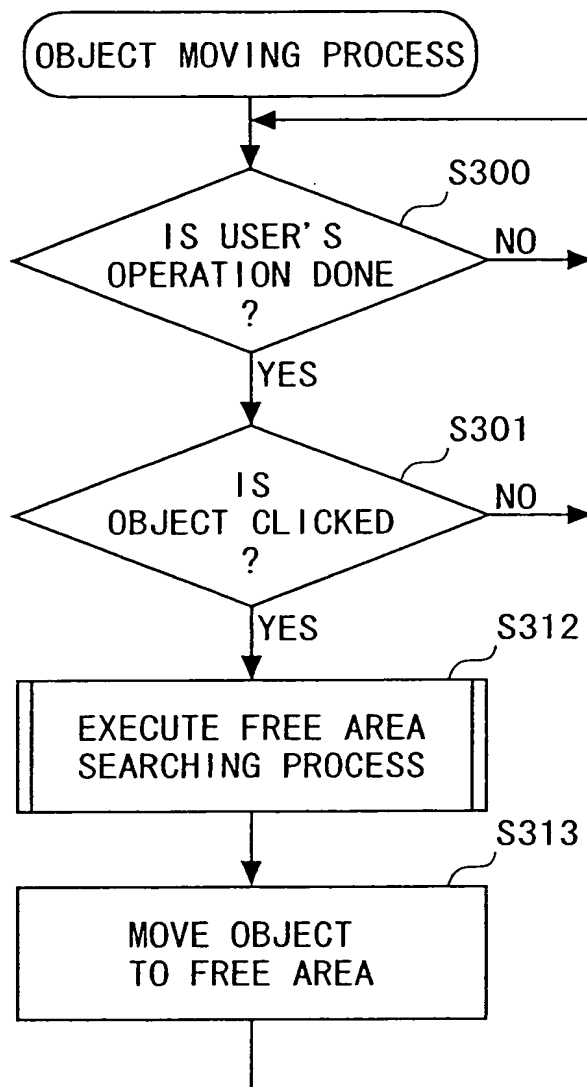 OBJECT MOVING PROCESS
S300
IS USER'S
OPERATION DONE
?
NO
YES
S301
IS
OBJECT CLICKED
?
NO
YES
S312
EXECUTE FREE AREA
SEARCHING PROCESS
S313
MOVE OBJECT
TO FREE AREA